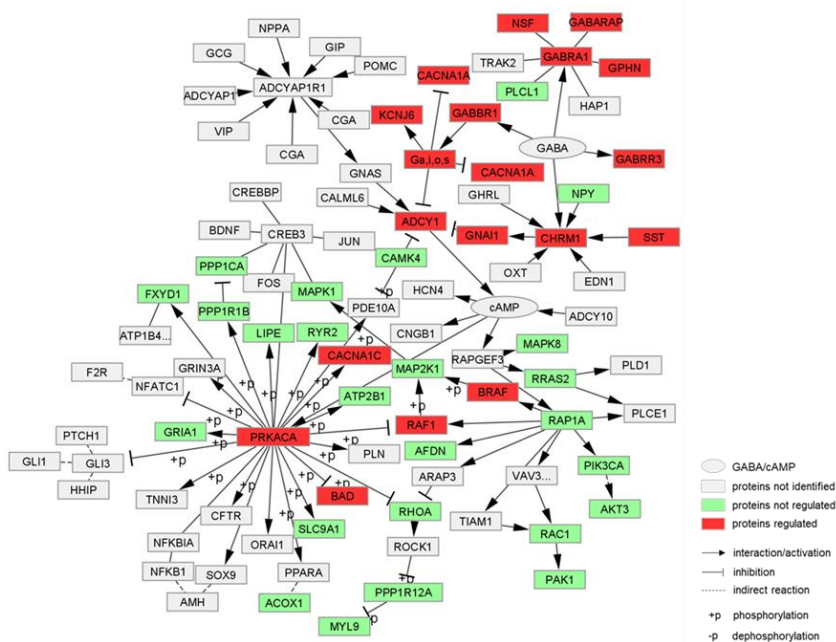 NPPA
NSF
GABARAP
GCG
GIP
POMC
TRAK2
GABRA1
GPHN
CACNA1A
ADCYAP1
ADCYAP1R1
PLCL1
HAP1
VIP
CGA
KCNJ6
GABBR1
GABA
CGA
Ga,i,o,s
GABRR3
GNAS
CACNA1A
CREBBP
CALML6
GHRL
NPY
BDNF
CREB3
JUN
ADCY1
GNAI1
CHRM1
SST
PPP1CA
CAMK4
OXT
EDN1
FXYD1
FOS
MAPK1
+p
PDE10A
HCN4
cAMP
ADCY10
PPP1R1B
ATP1B4...
LIPE
RYR2
CNGB1
MAPK8
+p
CACNA1C
MAP2K1
RAPGEF3
PLD1
F2R
GRIN3A
+p
+p
+p
+p
+p
RRAS2
NFATC1
+p
ATP2B1
+p
BRAF
PLCE1
+p
GRIA1
+p
PRKACA
+p
RAF1
RAP1A
PTCH1
AFDN
GLI1
GLI3
+p
PLN
PIK3CA
GABA/cAMP
HHIP
+p
+p
+p
ARAP3
VAV3...
proteins not identified
TNNI3
+p
BAD
AKT3
proteins not regulated
CFTR
SLC9A1
RHOA
TIAM1
RAC1
proteins regulated
NFKBIA
ORAI1
ROCK1
interaction/activation
NFKB1
SOX9
PPARA
+p
PAK1
inhibition
AMH
ACOX1
PPP1R12A
indirect reaction
MYL9
+p phosphorylation
-p dephosphorylation